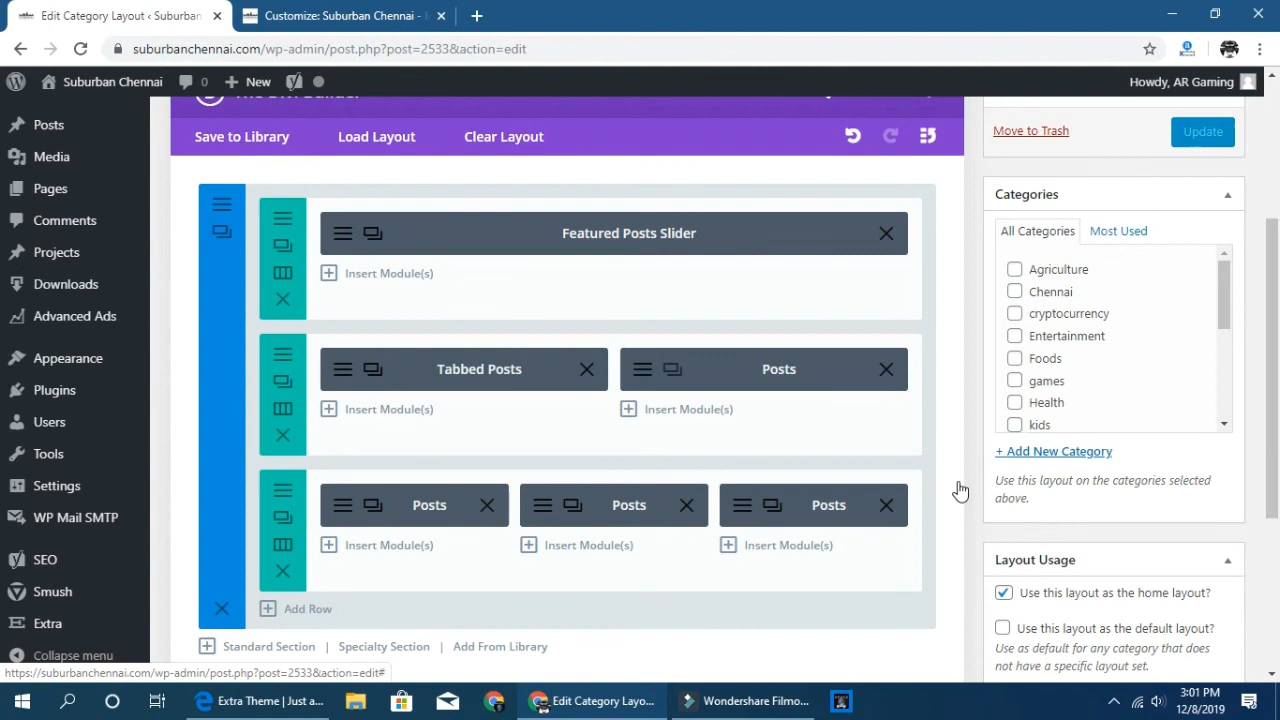 Edit Category Layout ‹ Suburban
Customize: Suburban Chennai -
suburbanchennai.com/wp-admin/post.php?post=2533&action=edit
Suburban Chennai
0
New
Howdy, AR Gaming
Posts
Media
Pages
Comments
Projects
Downloads
Advanced Ads
Appearance
Plugins
Users
Tools
Settings
WP Mail SMTP
SEO
Smush
Extra
Collapse menu
The Divi Builder
Save to Library
Load Layout
Clear Layout
Featured Posts Slider
Insert Module(s)
Tabbed Posts
Posts
Insert Module(s)
Insert Module(s)
Posts
Posts
Posts
Insert Module(s)
Insert Module(s)
Insert Module(s)
Add Row
Standard Section | Specialty Section | Add From Library
Move to Trash
Update
Categories
All Categories
Most Used
Agriculture
Chennai
cryptocurrency
Entertainment
Foods
games
Health
kids
+ Add New Category
Use this layout on the categories selected
above.
Layout Usage
Use this layout as the home layout?
Use this layout as the default layout?
Use as default for any category that does
not have a specific layout set.
https://suburbanchennai.com/wp-admin/post.php?post=2533&action=edit#
Extra Theme | Just a...
Edit Category Layo...
Wondershare Filmo...
3:01 PM
12/8/2019